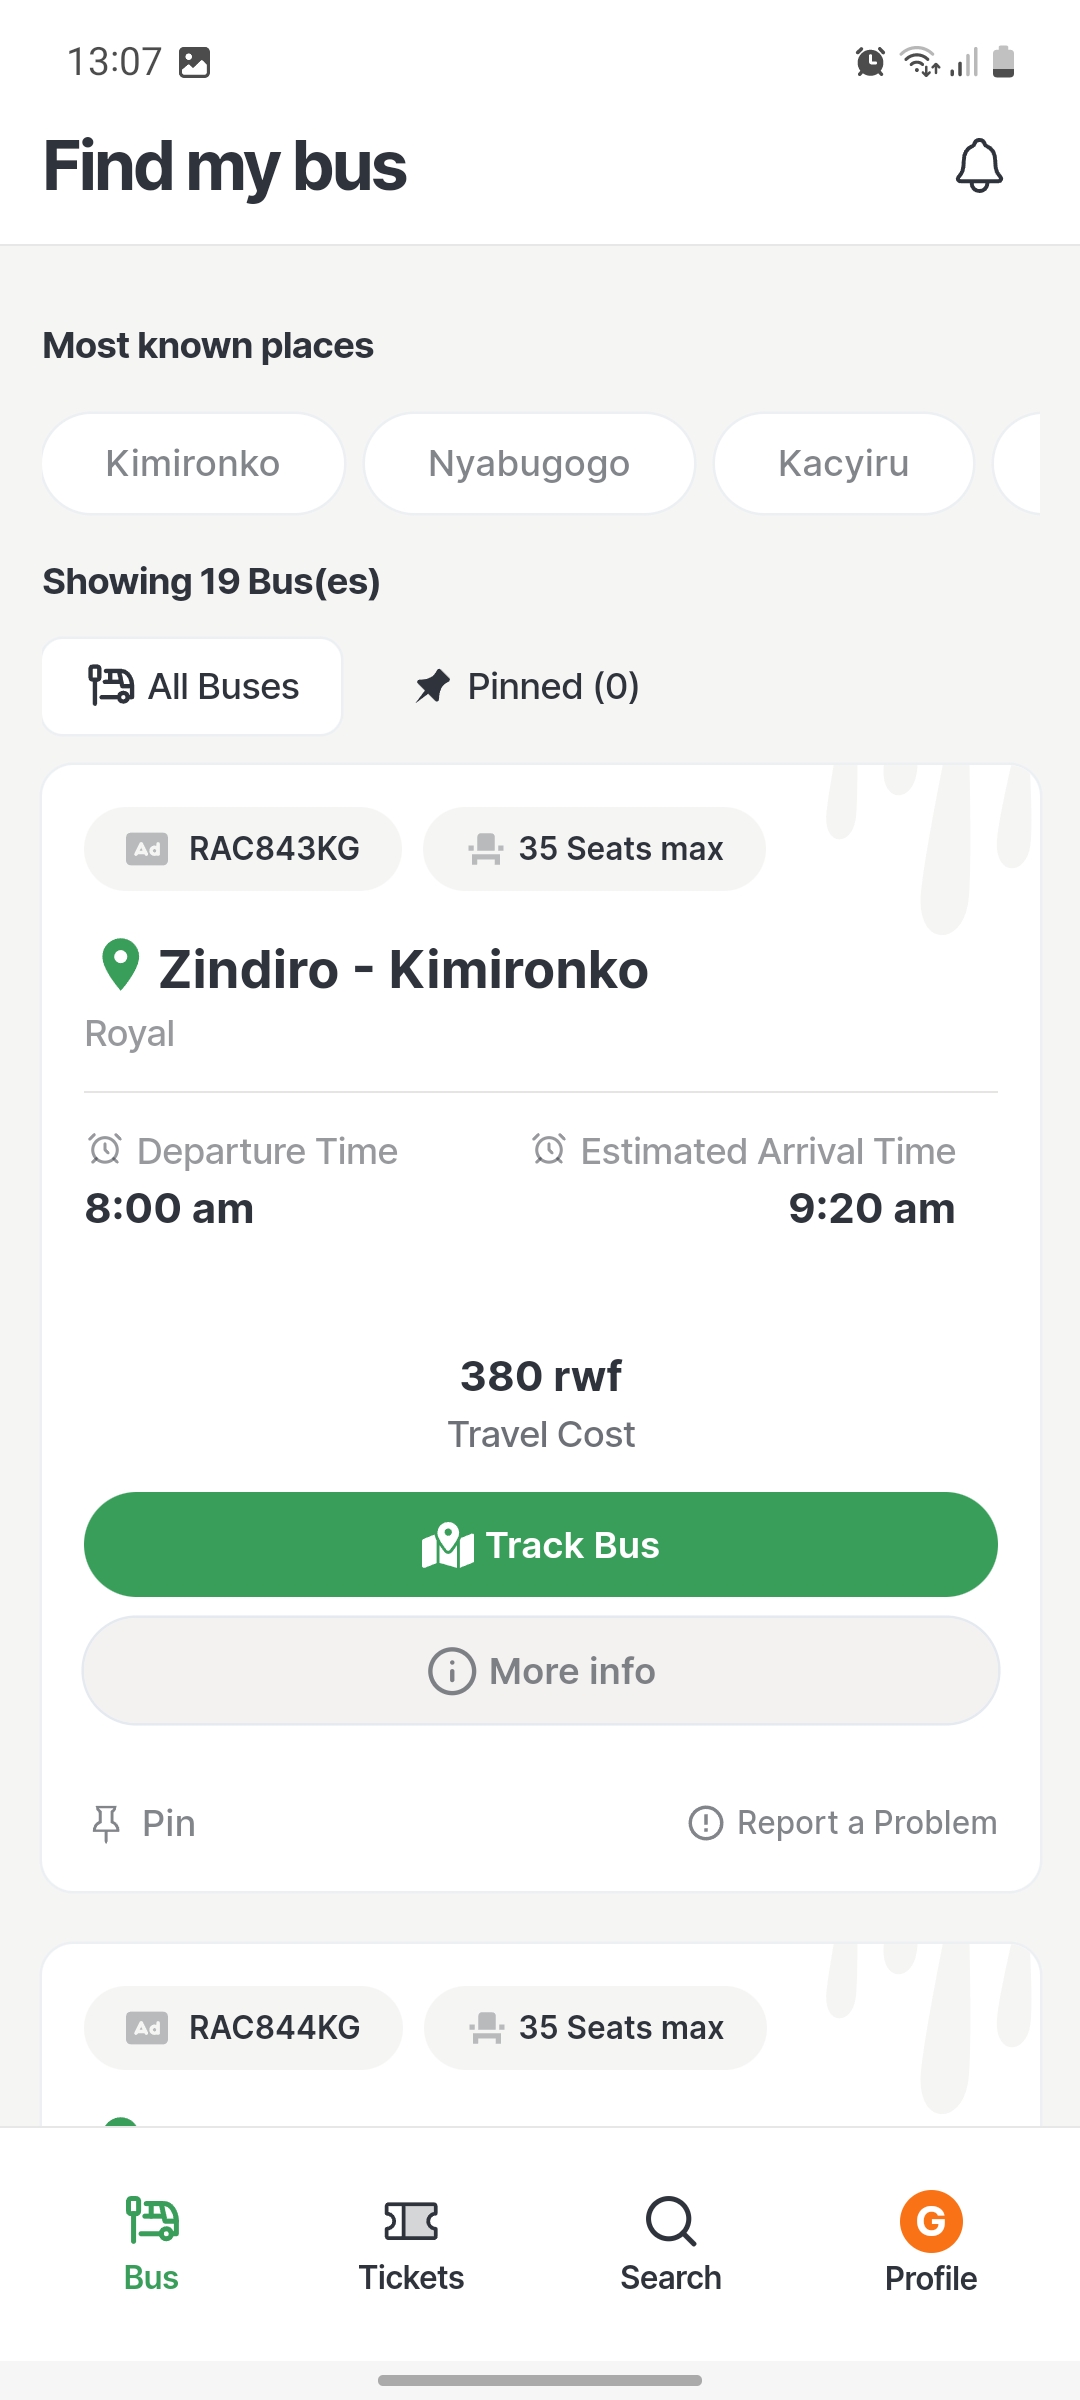 13:07
Find my bus
Most known places
Kimironko Nyabugogo Kacyiru
Showing 19 Bus(es)
All Buses Pinned (0)
Ad RAC843KG 35 Seats max
Zindiro - Kimironko
Royal
Departure Time Estimated Arrival Time
8:00 am 9:20 am
380 rwf
Travel Cost
Track Bus
More info
Pin Report a Problem
Ad RAC844KG 35 Seats max
G
Bus Tickets Search Profile